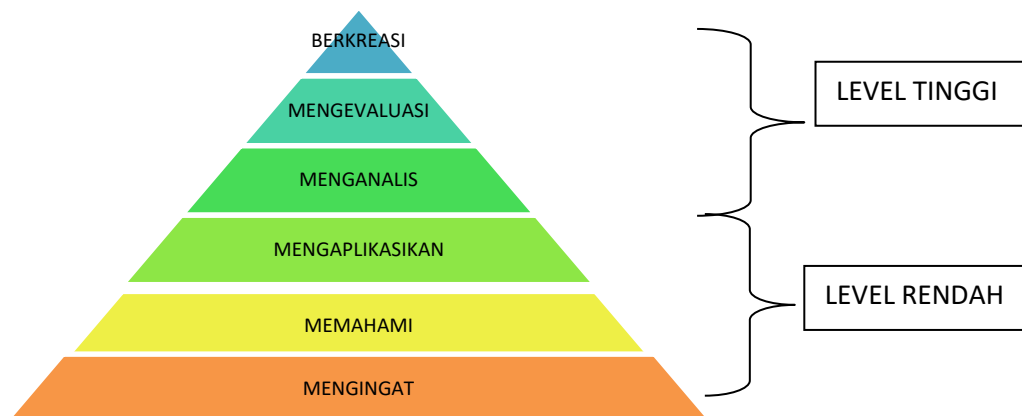 BERKREASI
MENGEVALUASI
MENGANALIS
MENGAPLIKASIKAN
MEMAHAMI
MENGINGAT
LEVEL TINGGI
LEVEL RENDAH